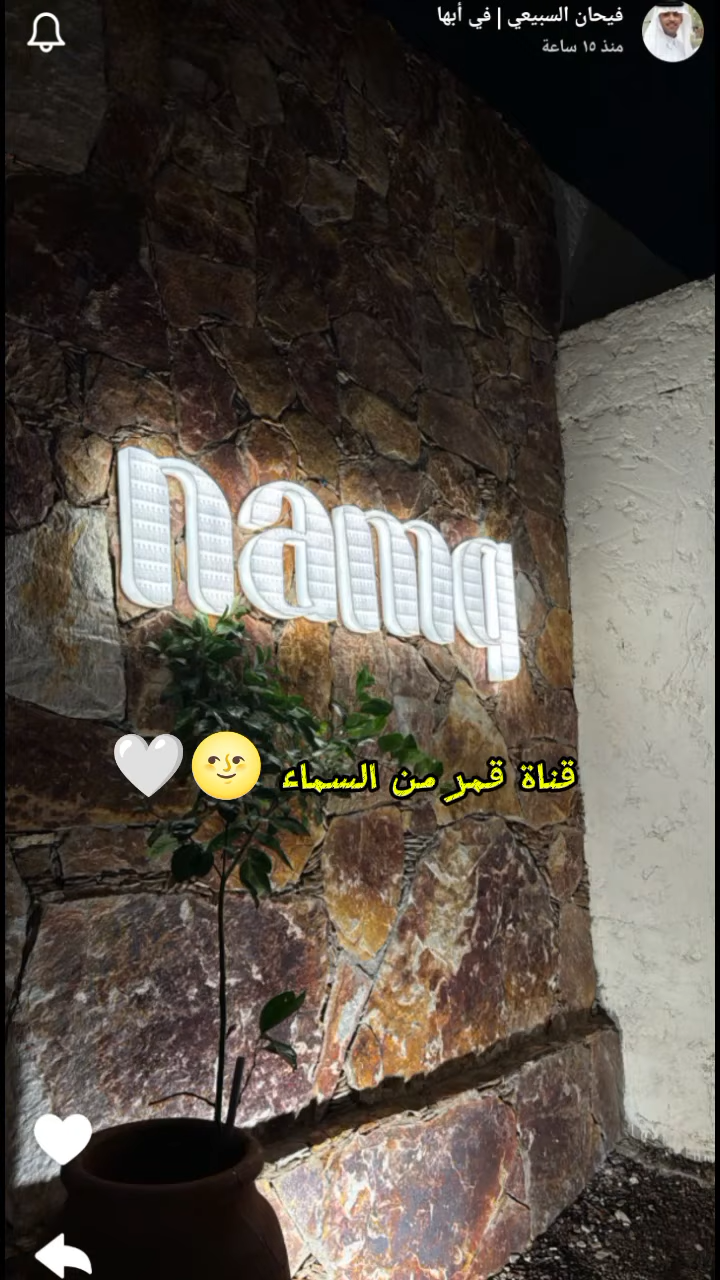 فيحان السبيعي | في أبها
منذ ١٥ ساعة
namq
قناة قمر من السماء 🌝🤍